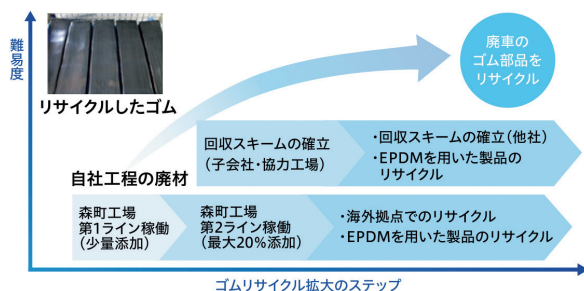 難易度
リサイクルしたゴム
廃車の
ゴム部品を
リサイクル
回収スキームの確立
(子会社・協力工場)
・回収スキームの確立(他社)
・EPDMを用いた製品の
リサイクル
自社工程の廃材
森町工場
第1ライン稼働
(少量添加)
森町工場
第2ライン稼働
(最大20%添加)
・海外拠点でのリサイクル
・EPDMを用いた製品のリサイクル
ゴムリサイクル拡大のステップ